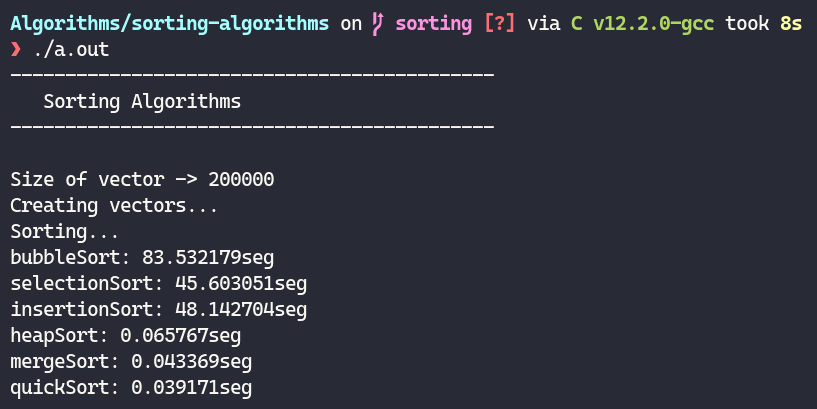 Algorithms/sorting-algorithms on sorting [?] via C v12.2.0-gcc took 8s
❯ ./a.out
--------------------------------------------
Sorting Algorithms
--------------------------------------------
Size of vector -> 200000
Creating vectors...
Sorting...
bubbleSort: 83.532179seg
selectionSort: 45.603051seg
insertionSort: 48.142704seg
heapSort: 0.065767seg
mergeSort: 0.043369seg
quickSort: 0.039171seg